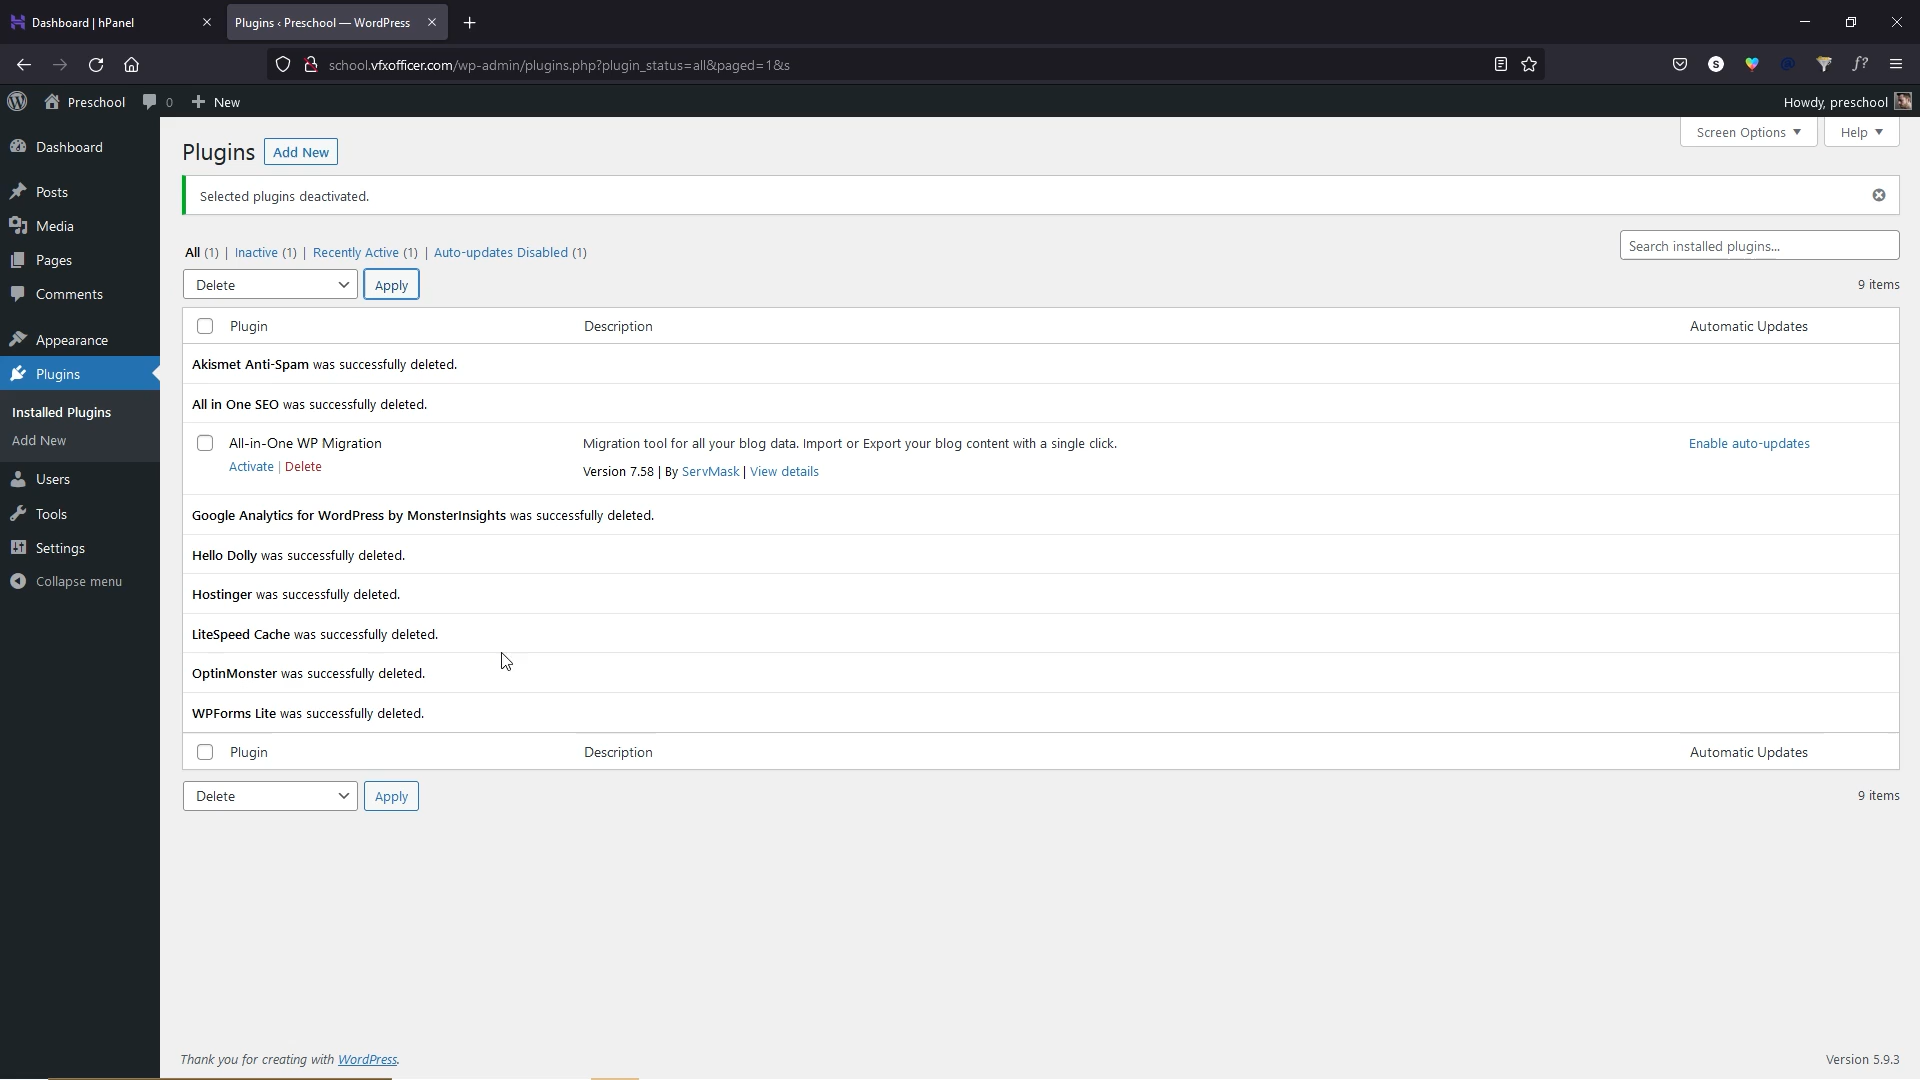 Dashboard | hPanel
Plugins ‹ Preschool — WordPress
school.vfxofficer.com/wp-admin/plugins.php?plugin_status=all&paged=1&s
S
f?
Preschool
0
New
Howdy, preschool
Dashboard
Posts
Media
Pages
Comments
Appearance
Plugins
Installed Plugins
Add New
Users
Tools
Settings
Collapse menu
Screen Options
Help
Plugins
Add New
Selected plugins deactivated.
All (1) | Inactive (1) | Recently Active (1) | Auto-updates Disabled (1)
Search installed plugins...
Delete
Apply
9 items
Plugin
Description
Automatic Updates
Akismet Anti-Spam was successfully deleted.
All in One SEO was successfully deleted.
All-in-One WP Migration
Migration tool for all your blog data. Import or Export your blog content with a single click.
Enable auto-updates
Activate | Delete
Version 7.58 | By ServMask | View details
Google Analytics for WordPress by MonsterInsights was successfully deleted.
Hello Dolly was successfully deleted.
Hostinger was successfully deleted.
LiteSpeed Cache was successfully deleted.
OptinMonster was successfully deleted.
WPForms Lite was successfully deleted.
Plugin
Description
Automatic Updates
Delete
Apply
9 items
Thank you for creating with WordPress.
Version 5.9.3